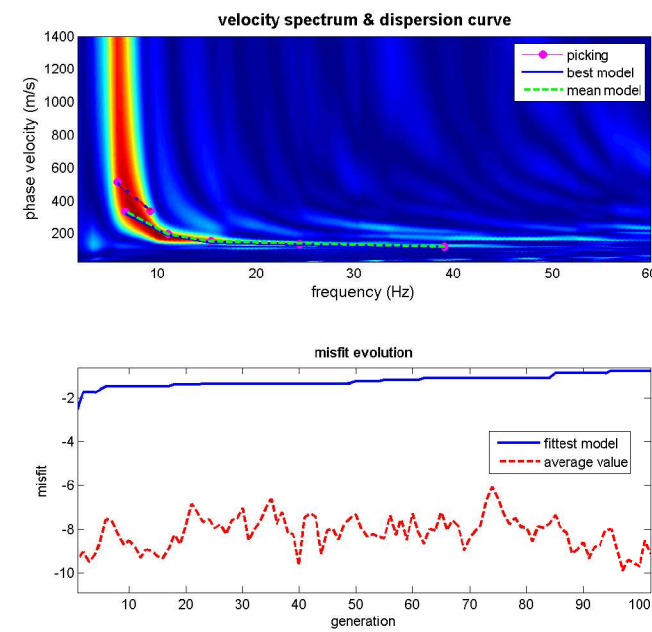 velocity spectrum & dispersion curve
1400
1200
1000
800
600
400
200
phase velocity (m/s)
picking
best model
mean model
10 20 30 40 50 60
frequency (Hz)
misfit evolution
-2
-4
-6
-8
-10
misfit
fittest model
average value
10 20 30 40 50 60 70 80 90 100
generation